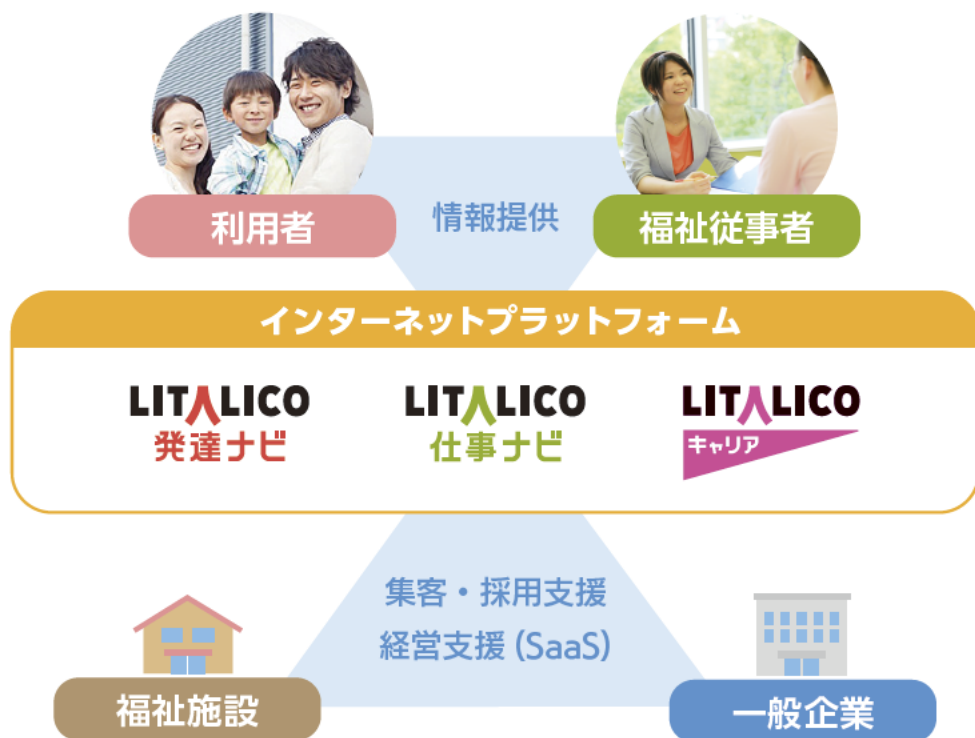 利用者
情報提供
福祉従事者
インターネットプラットフォーム
LITALICO
発達ナビ
LITALICO
仕事ナビ
LITALICO
キャリア
集客・採用支援
経営支援 (SaaS)
福祉施設
一般企業